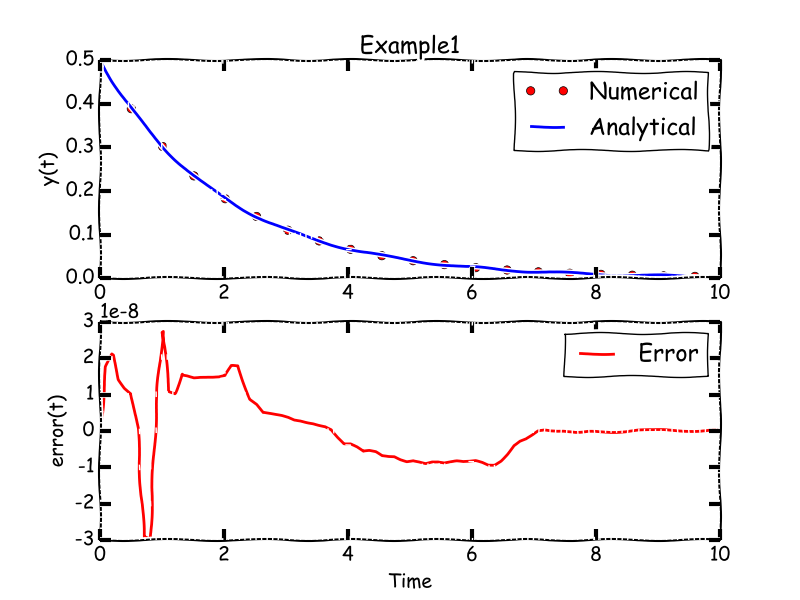 Example1
0.5
0.4
0.3
0.2
0.1
0.0
y(t)
Numerical
Analytical
0 2 4 6 8 10
1e-8
3
2
1
0
-1
-2
-3
error(t)
Error
0 2 4 6 8 10
Time